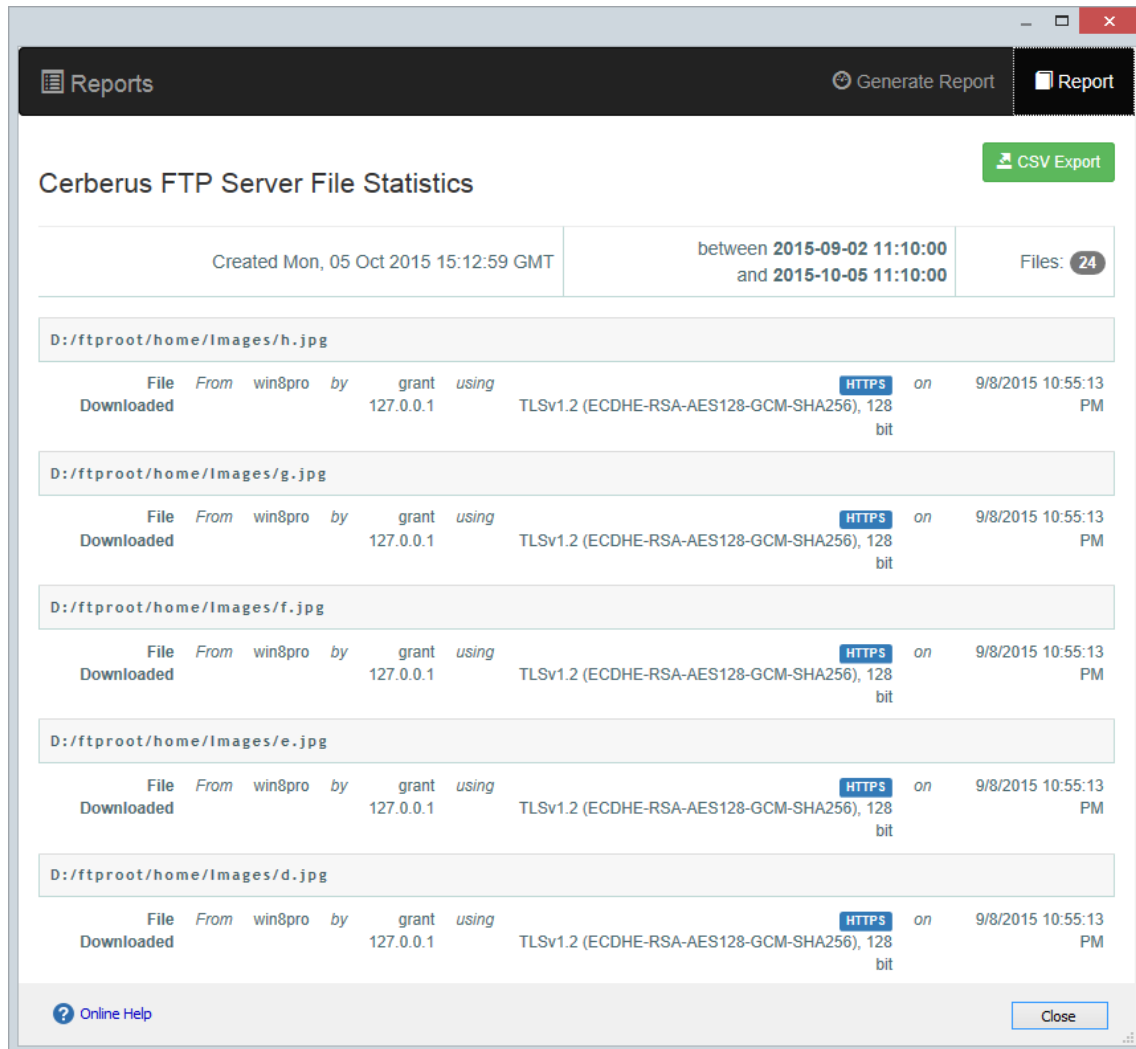 Reports
Generate Report
Report
CSV Export
Cerberus FTP Server File Statistics
Created Mon, 05 Oct 2015 15:12:59 GMT
between 2015-09-02 11:10:00
and 2015-10-05 11:10:00
Files: 24
D:/ftproot/home/Images/h.jpg
File From win8pro by grant using HTTPS on 9/8/2015 10:55:13
Downloaded 127.0.0.1 TLSv1.2 (ECDHE-RSA-AES128-GCM-SHA256), 128 PM
bit
D:/ftproot/home/Images/g.jpg
File From win8pro by grant using HTTPS on 9/8/2015 10:55:13
Downloaded 127.0.0.1 TLSv1.2 (ECDHE-RSA-AES128-GCM-SHA256), 128 PM
bit
D:/ftproot/home/Images/f.jpg
File From win8pro by grant using HTTPS on 9/8/2015 10:55:13
Downloaded 127.0.0.1 TLSv1.2 (ECDHE-RSA-AES128-GCM-SHA256), 128 PM
bit
D:/ftproot/home/Images/e.jpg
File From win8pro by grant using HTTPS on 9/8/2015 10:55:13
Downloaded 127.0.0.1 TLSv1.2 (ECDHE-RSA-AES128-GCM-SHA256), 128 PM
bit
D:/ftproot/home/Images/d.jpg
File From win8pro by grant using HTTPS on 9/8/2015 10:55:13
Downloaded 127.0.0.1 TLSv1.2 (ECDHE-RSA-AES128-GCM-SHA256), 128 PM
bit
? Online Help
Close